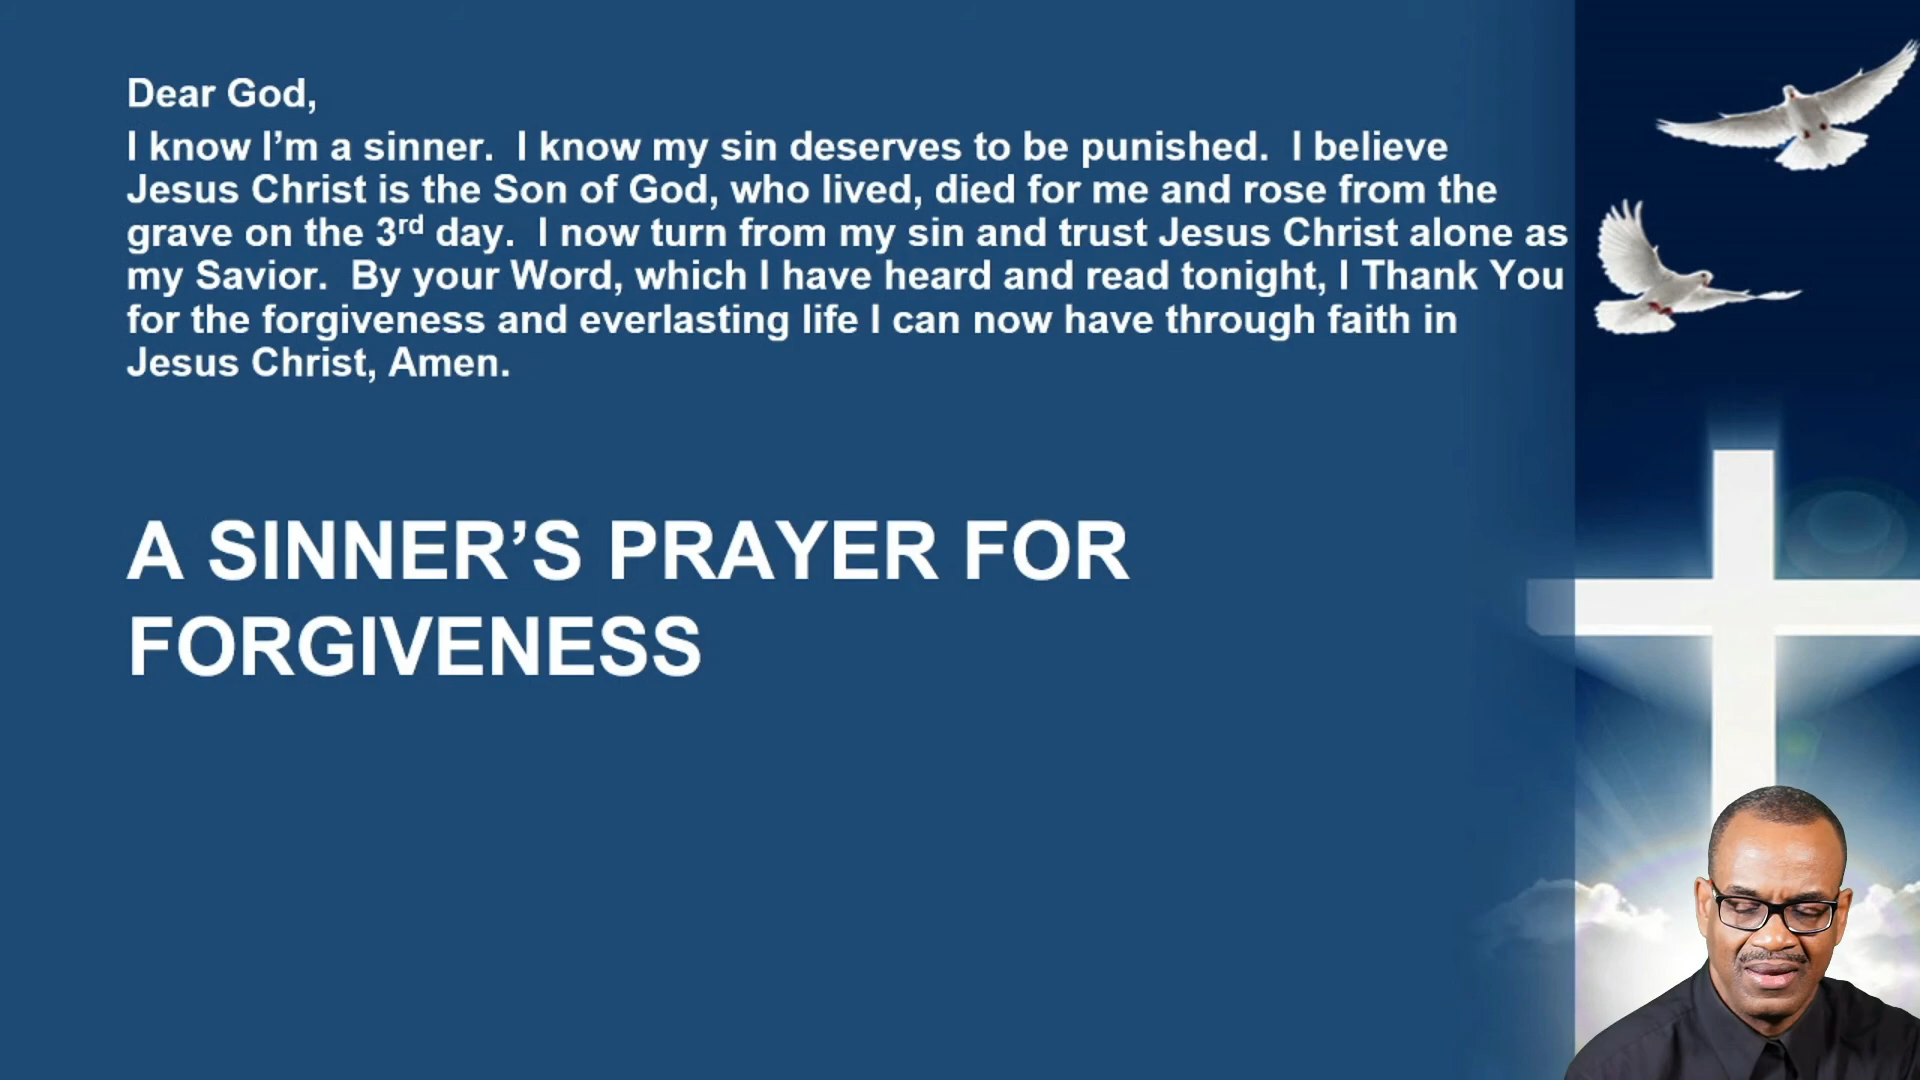 Dear God,
I know I’m a sinner.  I know my sin deserves to be punished.  I believe
Jesus Christ is the Son of God, who lived, died for me and rose from the
grave on the 3rd day.  I now turn from my sin and trust Jesus Christ alone as
my Savior.  By your Word, which I have heard and read tonight, I Thank You
for the forgiveness and everlasting life I can now have through faith in
Jesus Christ, Amen.
A SINNER’S PRAYER FOR
FORGIVENESS